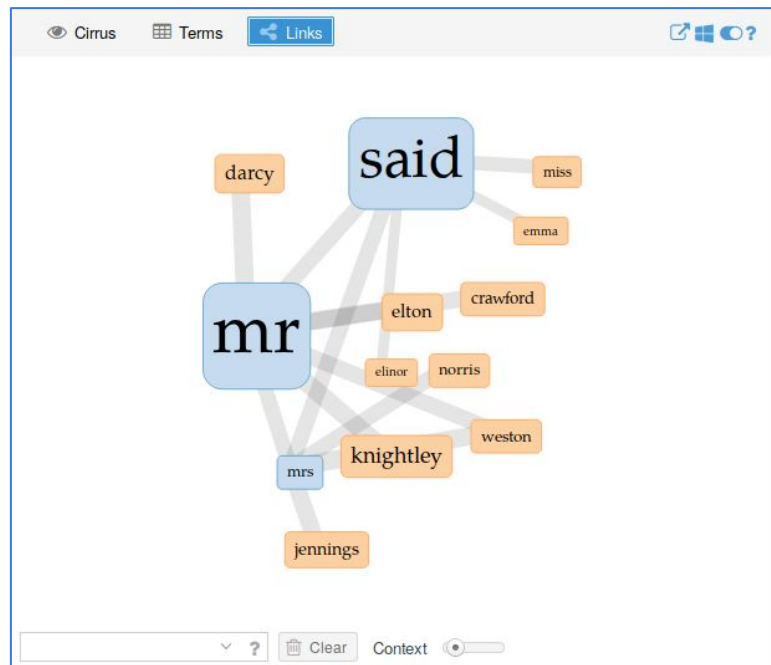 Cirrus Terms Links ?
said
darcy
miss
emma
mr
crawford
elton
elinor
norris
weston
knightley
mrs
jennings
? Clear Context